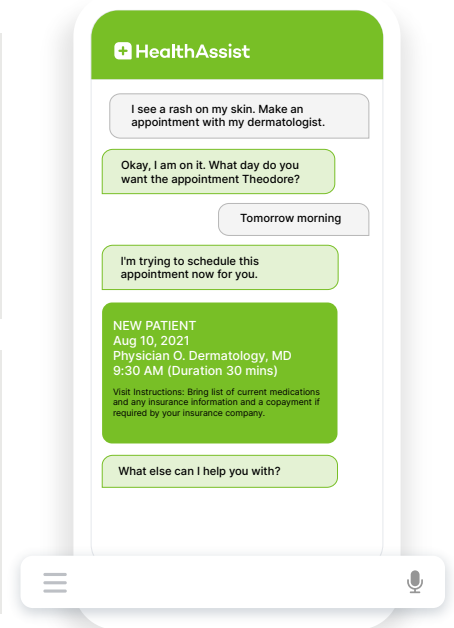 HealthAssist
I see a rash on my skin. Make an
appointment with my dermatologist.
Okay, I am on it. What day do you
want the appointment Theodore?
Tomorrow morning
I'm trying to schedule this
appointment now for you.
NEW PATIENT
Aug 10, 2021
Physician O. Dermatology, MD
9:30 AM (Duration 30 mins)
Visit Instructions: Bring list of current medications
and any insurance information and a copayment if
required by your insurance company.
What else can I help you with?